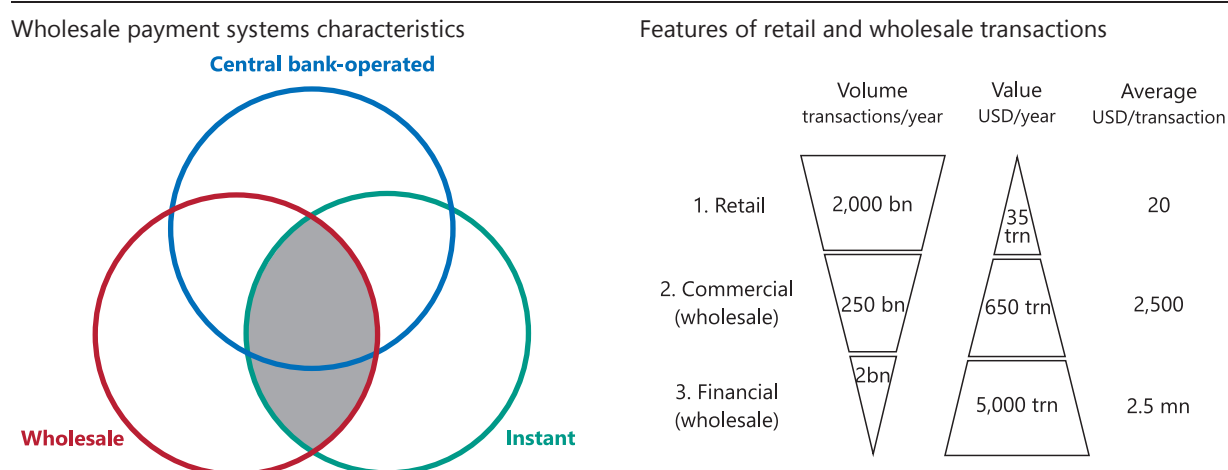 Wholesale payment systems characteristics
Central bank-operated
Wholesale
Instant
Features of retail and wholesale transactions
Volume
transactions/year
Value
USD/year
Average
USD/transaction
1. Retail
2,000 bn
35
trn
20
2. Commercial
(wholesale)
250 bn
650 trn
2,500
3. Financial
(wholesale)
2bn
5,000 trn
2.5 mn